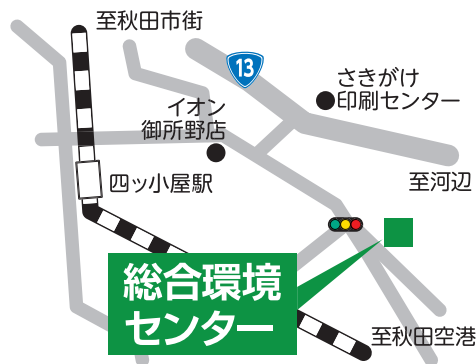 至秋田市街
13
さきがけ
印刷センター
イオン
御所野店
至河辺
四ッ小屋駅
総合環境
センター
至秋田空港